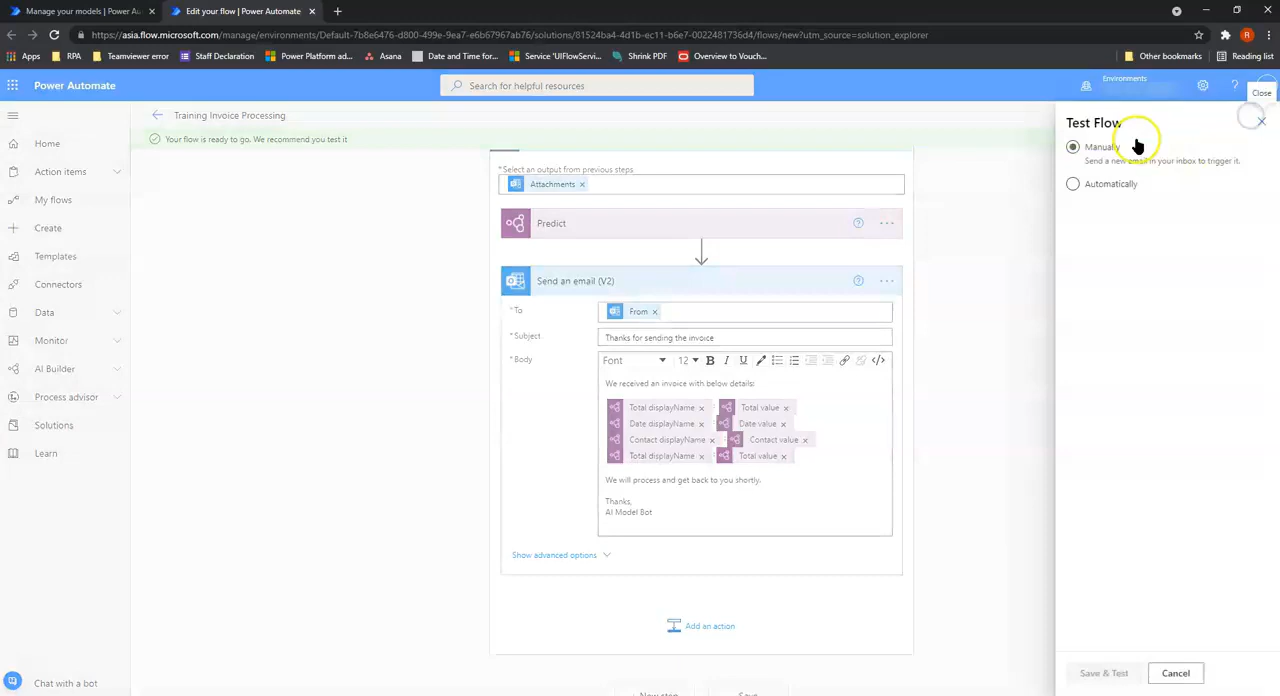 Manage your models | Power Au
Edit your flow | Power Automate
https://asia.flow.microsoft.com/manage/environments/Default-7b8e6476-d800-499e-9ea7-e6b67967ab76/solutions/81524ba4-4d1b-ec11-b6e7-0022481736d4/flows/new?utm_source=solution_explorer
Apps
RPA
Teamviewer error
Staff Declaration
Power Platform ad...
Asana
Date and Time for...
Service 'UIFlowServi...
Shrink PDF
Overview to Vouch...
Other bookmarks
Reading list
Power Automate
Search for helpful resources
Environments
Close
Training Invoice Processing
Your flow is ready to go. We recommend you test it
Home
Action items
My flows
Create
Templates
Connectors
Data
Monitor
AI Builder
Process advisor
Solutions
Learn
Chat with a bot
*Select an output from previous steps
Attachments ×
Predict
Send an email (V2)
*To
From ×
*Subject
Thanks for sending the invoice
*Body
Font
12
B I U
</>
We received an invoice with below details:
Total displayName × : Total value ×
Date displayName × : Date value ×
Contact displayName × : Contact value ×
Total displayName × : Total value ×
We will process and get back to you shortly.
Thanks,
AI Model Bot
Show advanced options
Add an action
+ New step
Save
Test Flow
Manually
Send a new email in your inbox to trigger it.
Automatically
Save & Test
Cancel